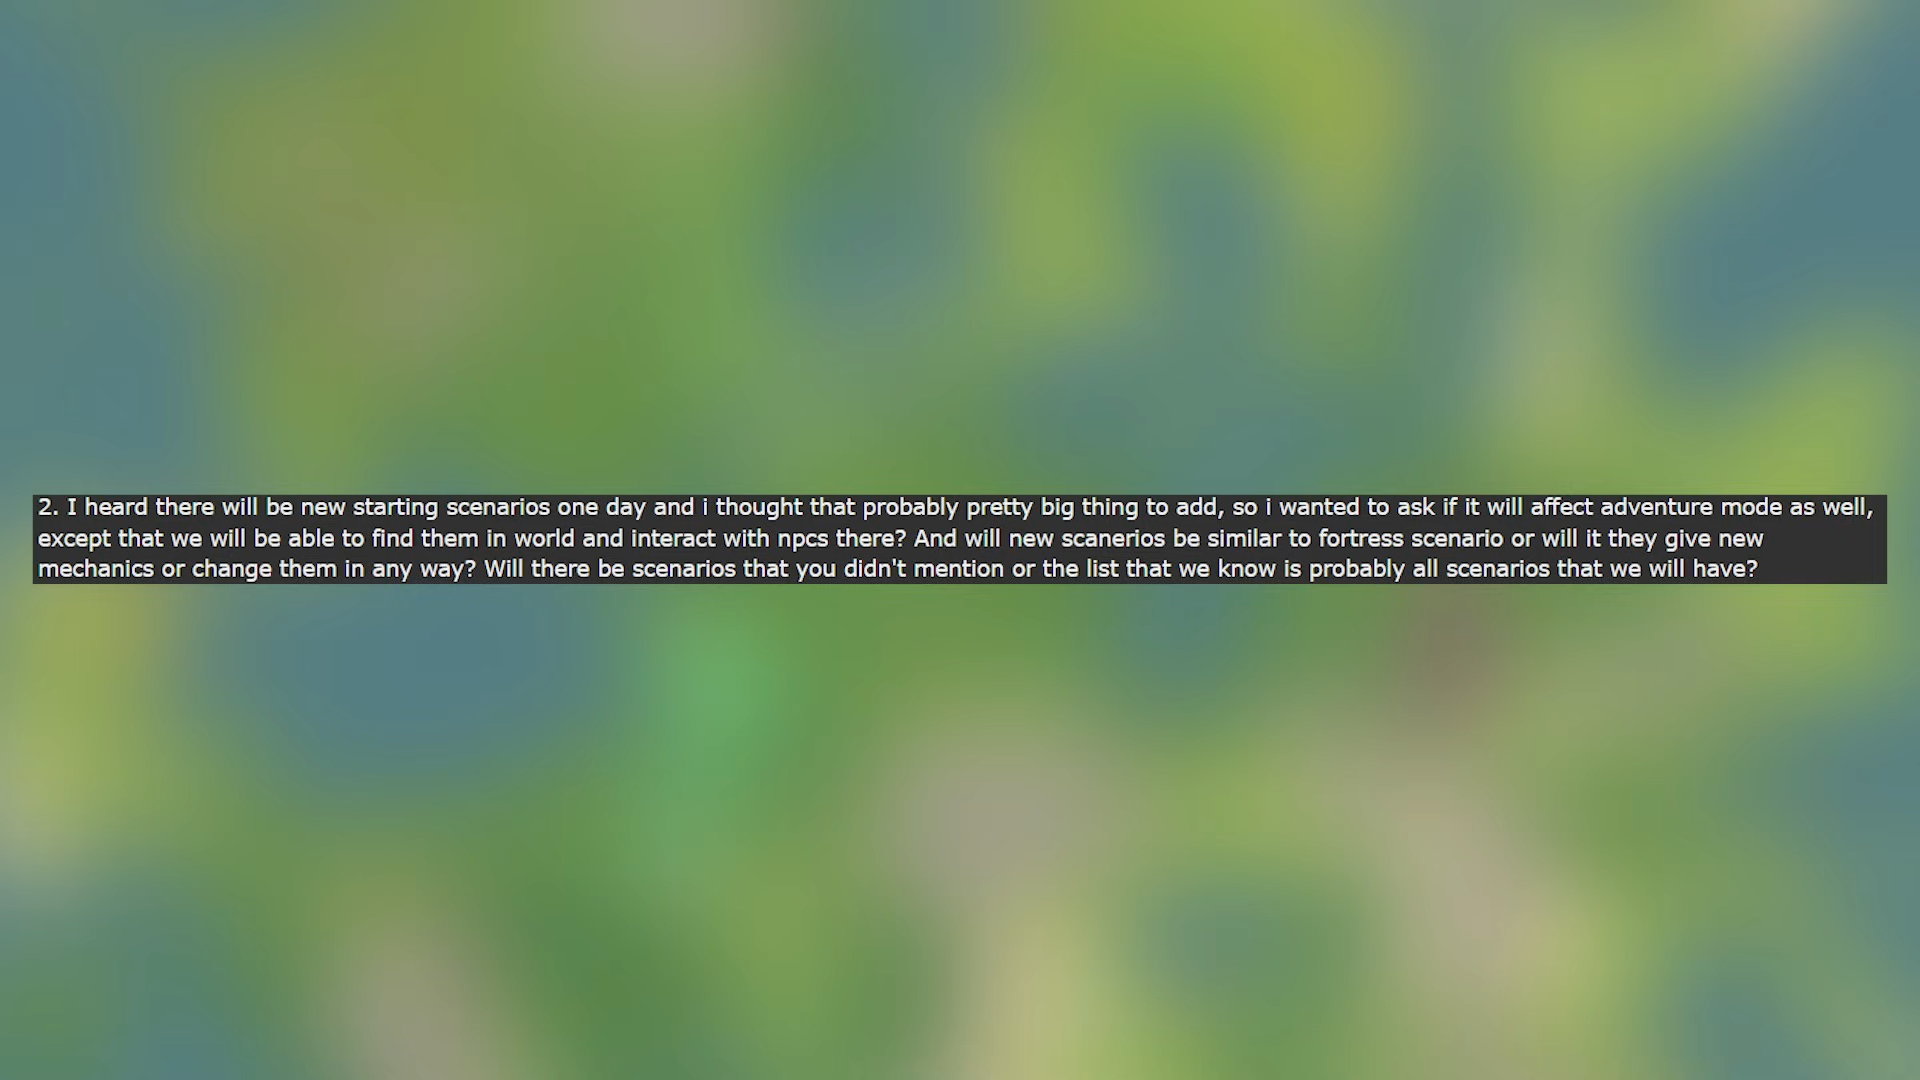 2. I heard there will be new starting scenarios one day and i thought that probably pretty big thing to add, so i wanted to ask if it will affect adventure mode as well,
except that we will be able to find them in world and interact with npcs there? And will new scanerios be similar to fortress scenario or will it they give new
mechanics or change them in any way? Will there be scenarios that you didn't mention or the list that we know is probably all scenarios that we will have?